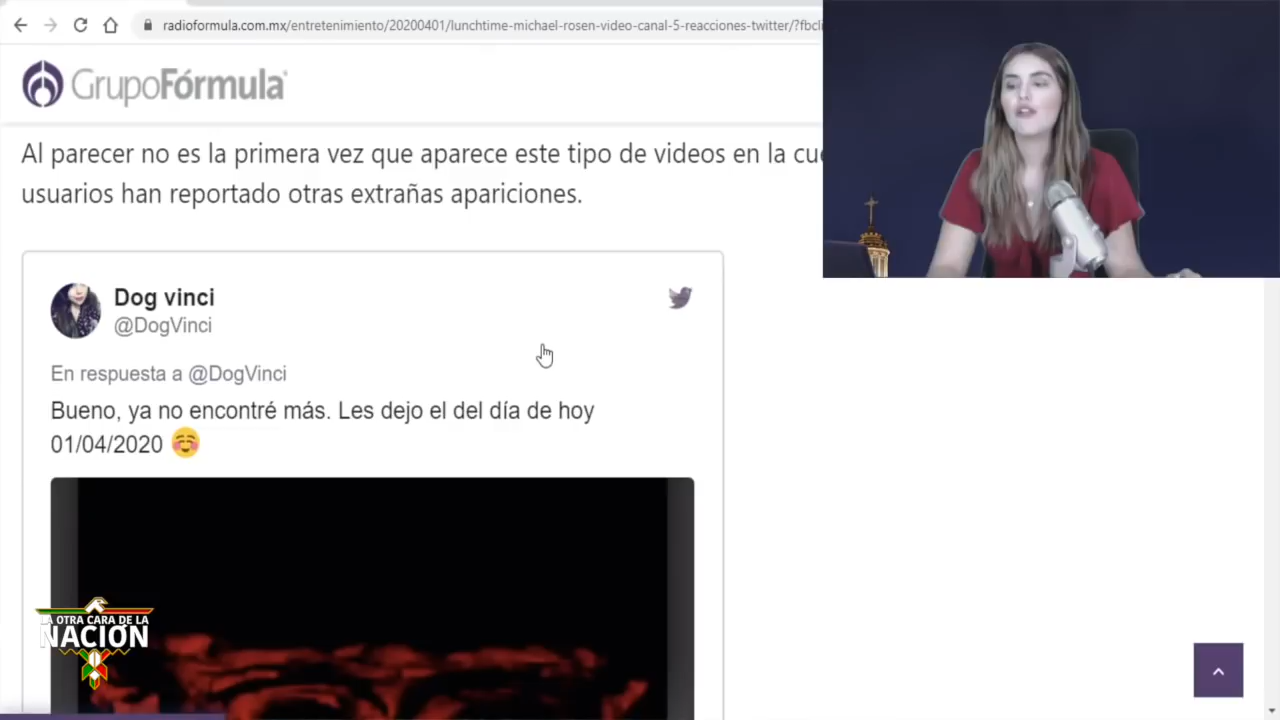 radioformula.com.mx/entretenimiento/20200401/lunchtime-michael-rosen-video-canal-5-reacciones-twitter/?fbcli
GrupoFórmula
Al parecer no es la primera vez que aparece este tipo de videos en la cue
usuarios han reportado otras extrañas apariciones.
Dog vinci
@DogVinci
En respuesta a @DogVinci
Bueno, ya no encontré más. Les dejo el del día de hoy
01/04/2020
LA OTRA CARA DE LA
NACIÓN